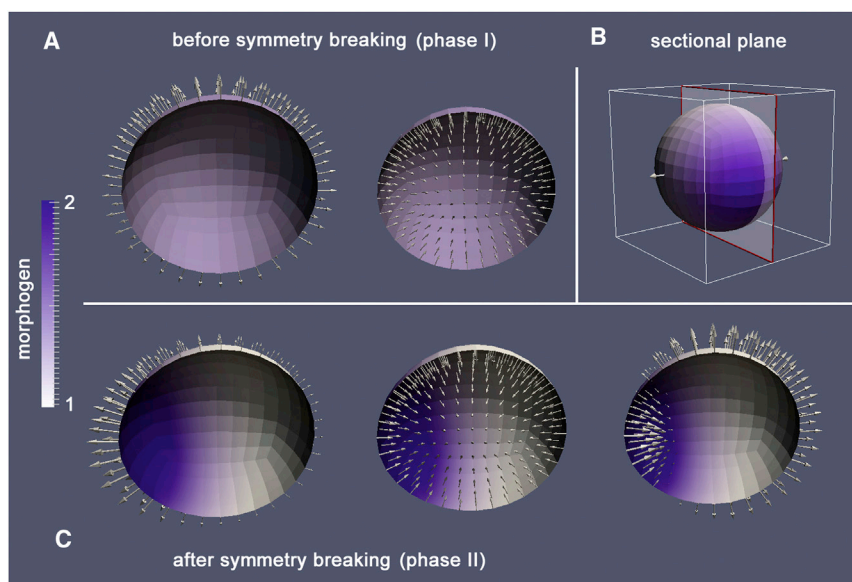 A
before symmetry breaking (phase I)
B
sectional plane
2
morphogen
1
C
after symmetry breaking (phase II)